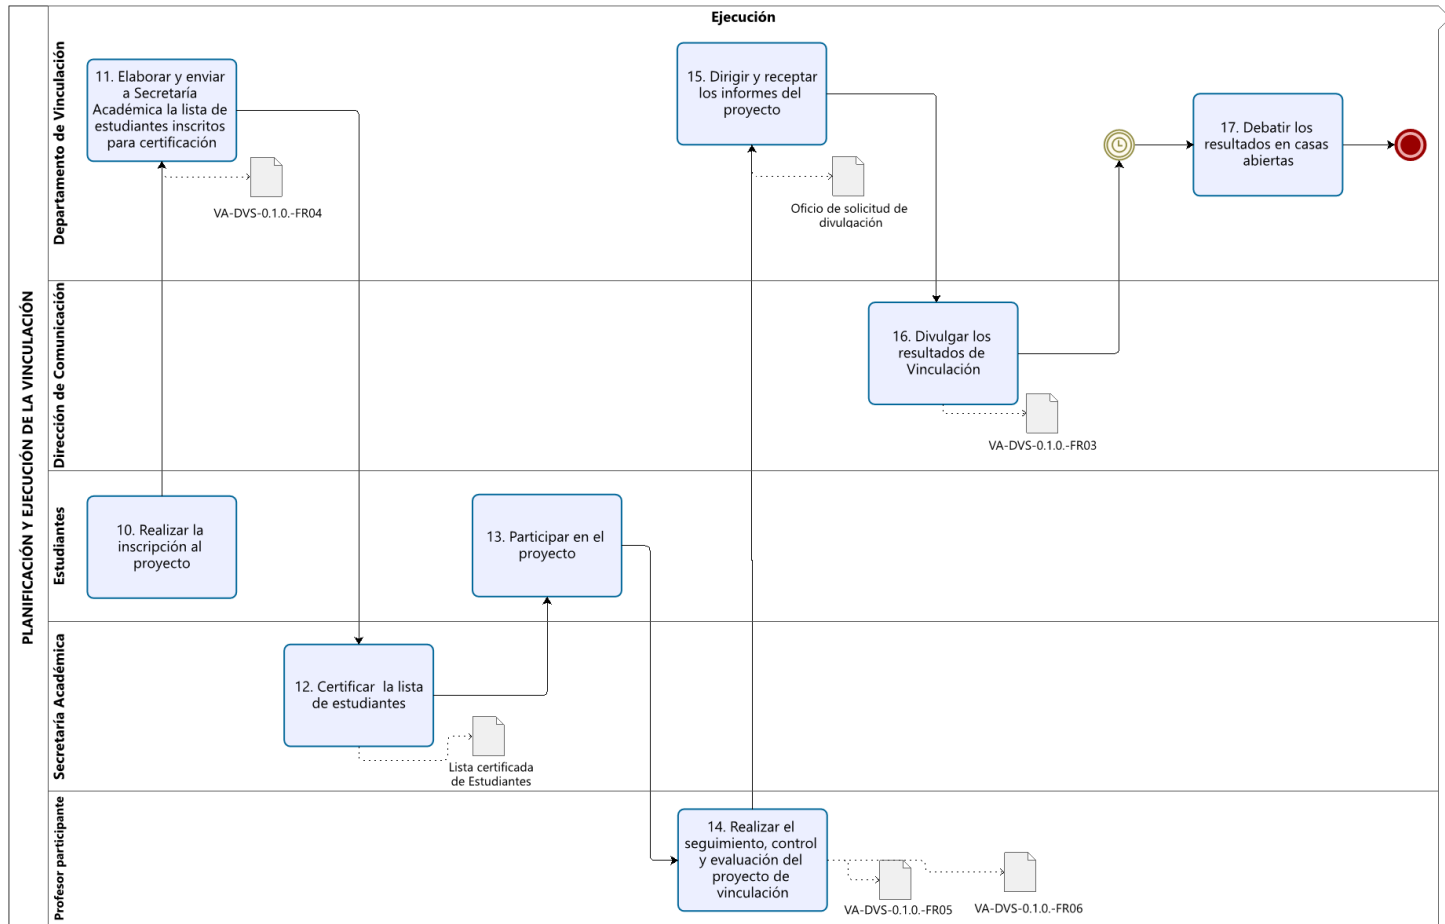 Ejecución
PLANIFICACIÓN Y EJECUCIÓN DE LA VINCULACIÓN
Departamento de Vinculación
11. Elaborar y enviar
a Secretaría
Académica la lista de
estudiantes inscritos
para certificación
VA-DVS-0.1.0.-FR04
15. Dirigir y receptar
los informes del
proyecto
Oficio de solicitud de
divulgación
17. Debatir los
resultados en casas
abiertas
Dirección de Comunicación
16. Divulgar los
resultados de
Vinculación
VA-DVS-0.1.0.-FR03
Estudiantes
10. Realizar la
inscripción al
proyecto
13. Participar en el
proyecto
Secretaría Académica
12. Certificar  la lista
de estudiantes
Lista certificada
de Estudiantes
Profesor participante
14. Realizar el
seguimiento, control
y evaluación del
proyecto de
vinculación
VA-DVS-0.1.0.-FR05
VA-DVS-0.1.0.-FR06